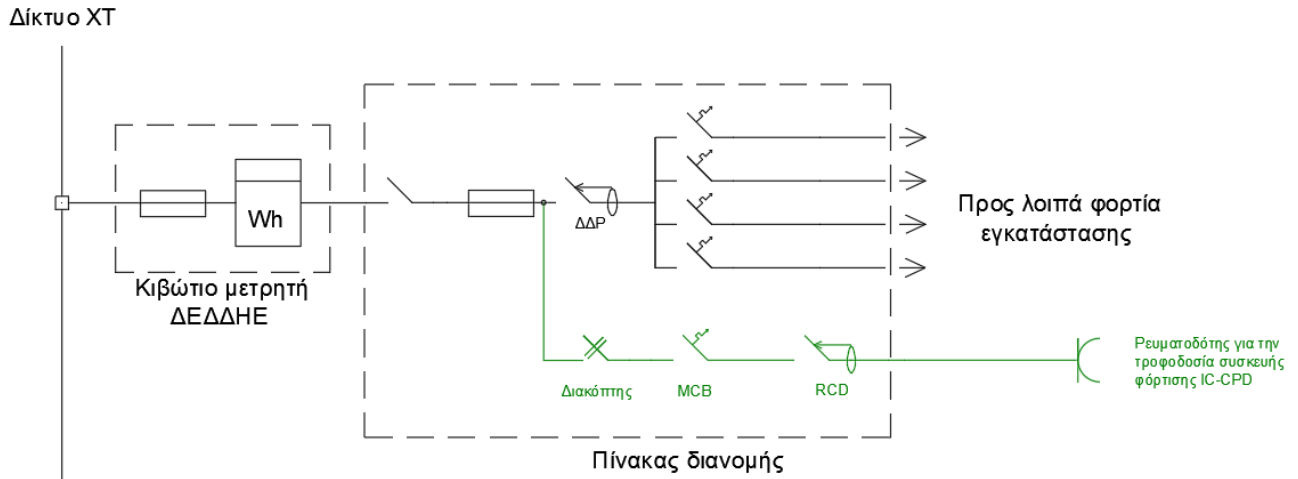 Δίκτυο ΧΤ
Wh
Κιβώτιο μετρητή
ΔΕΔΔΗΕ
ΔΔΡ
Προς λοιπά φορτία
εγκατάστασης
Διακόπτης
MCB
RCD
Ρευματοδότης για την
τροφοδοσία συσκευής
φόρτισης IC-CPD
Πίνακας διανομής